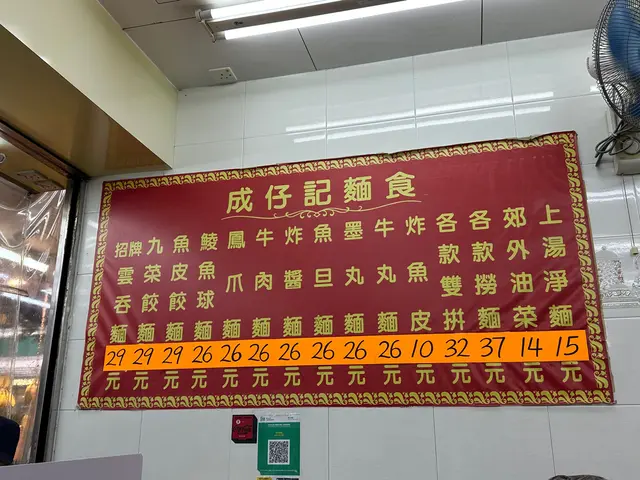 成仔記麵食
招牌雲吞麵29元
九菜餃麵29元
魚皮餃麵29元
鯪魚球麵26元
鳳爪麵26元
牛肉麵26元
炸醬麵26元
魚旦麵26元
墨丸麵26元
牛丸麵26元
炸魚皮10元
各款雙拼32元
各款撈麵37元
郊外油菜14元
上湯淨麵15元